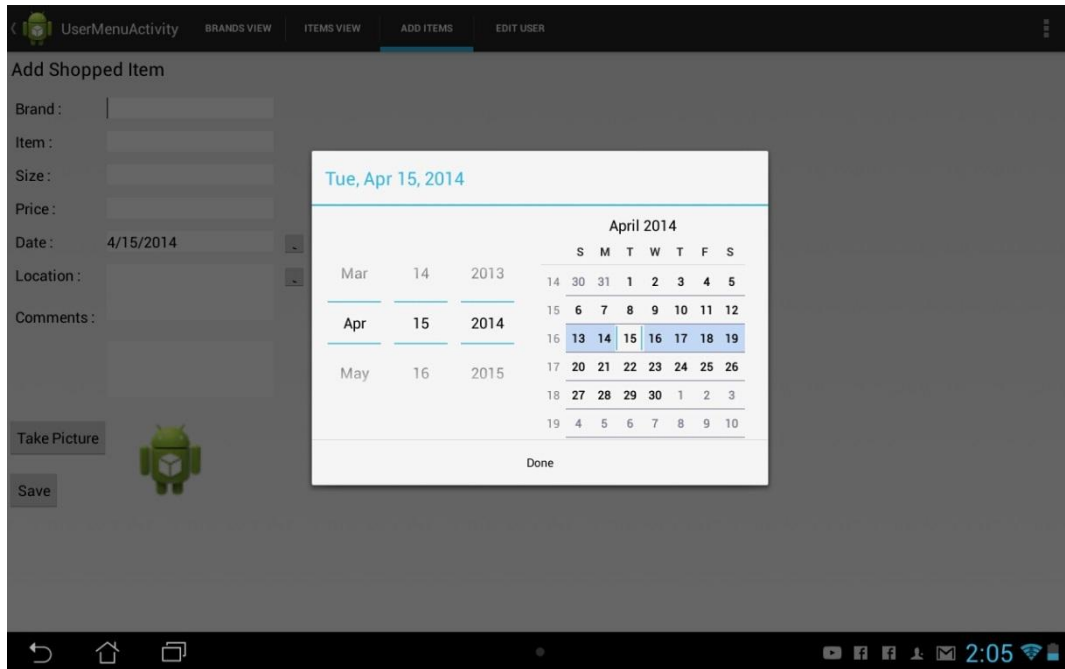 UserMenuActivity BRANDS VIEW ITEMS VIEW ADD ITEMS EDIT USER
Add Shopped Item
Brand :
Item :
Size :
Price :
Date : 4/15/2014
Location :
Comments :
Take Picture
Save
Tue, Apr 15, 2014
Mar 14 2013
Apr 15 2014
May 16 2015
April 2014
S M T W T F S
14 30 31 1 2 3 4 5
15 6 7 8 9 10 11 12
16 13 14 15 16 17 18 19
17 20 21 22 23 24 25 26
18 27 28 29 30 1 2 3
19 4 5 6 7 8 9 10
Done
2:05